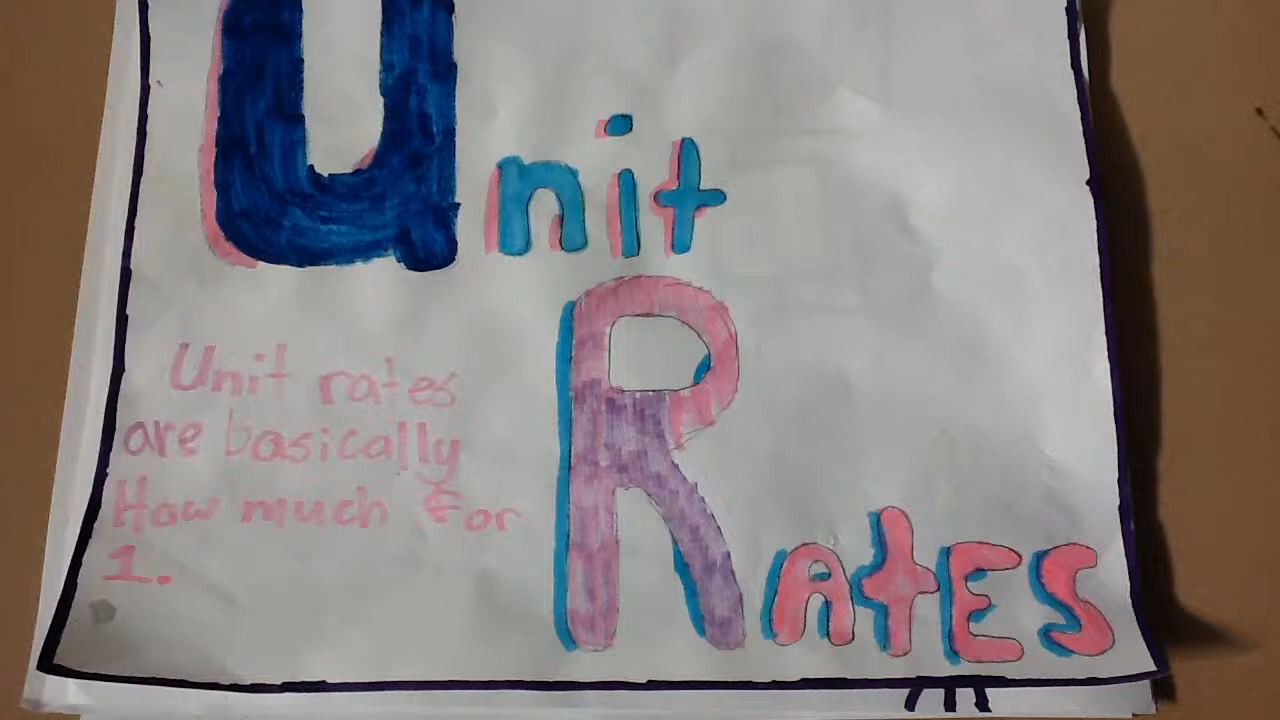 Unit
Rates
Unit rates
are basically
How much for
1.